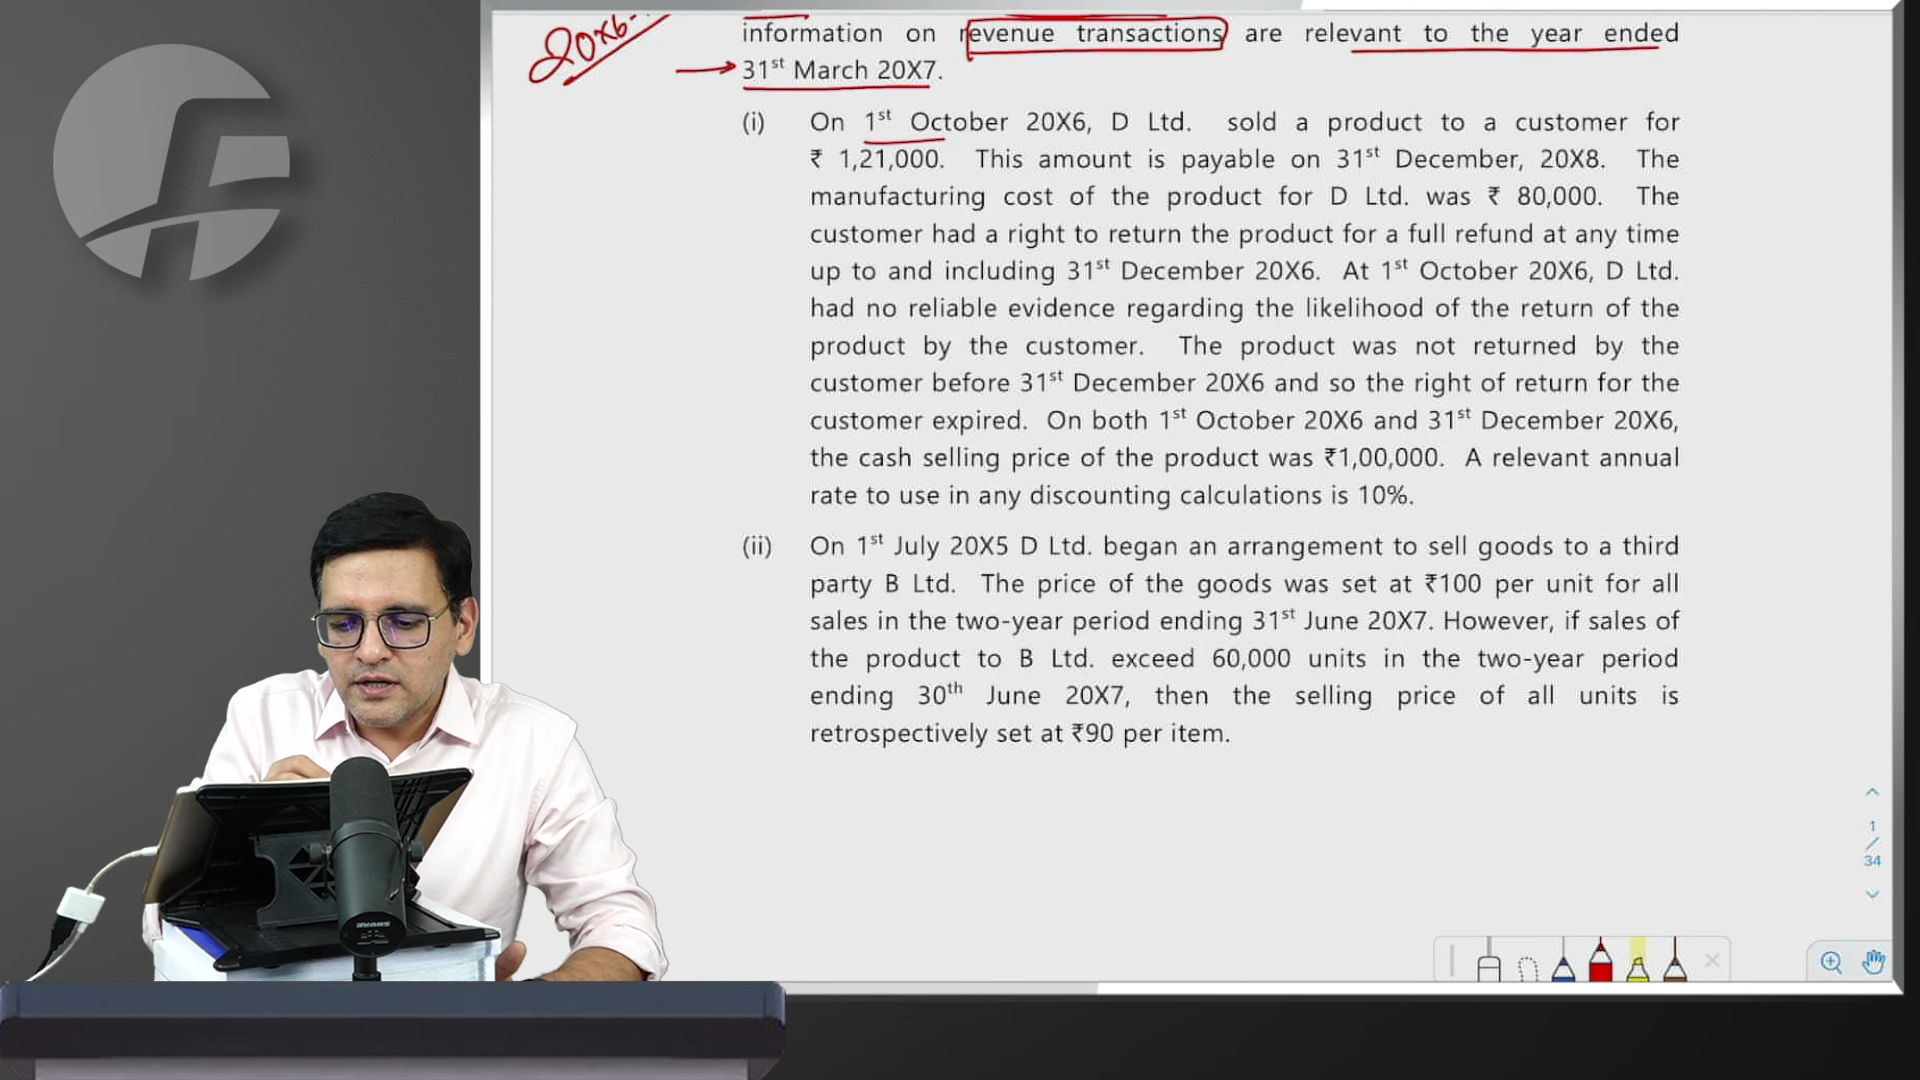 20X6-
information on revenue transactions are relevant to the year ended
31st March 20X7.
(i) On 1st October 20X6, D Ltd. sold a product to a customer for
₹ 1,21,000. This amount is payable on 31st December, 20X8. The
manufacturing cost of the product for D Ltd. was ₹ 80,000. The
customer had a right to return the product for a full refund at any time
up to and including 31st December 20X6. At 1st October 20X6, D Ltd.
had no reliable evidence regarding the likelihood of the return of the
product by the customer. The product was not returned by the
customer before 31st December 20X6 and so the right of return for the
customer expired. On both 1st October 20X6 and 31st December 20X6,
the cash selling price of the product was ₹1,00,000. A relevant annual
rate to use in any discounting calculations is 10%.
(ii) On 1st July 20X5 D Ltd. began an arrangement to sell goods to a third
party B Ltd. The price of the goods was set at ₹100 per unit for all
sales in the two-year period ending 31st June 20X7. However, if sales of
the product to B Ltd. exceed 60,000 units in the two-year period
ending 30th June 20X7, then the selling price of all units is
retrospectively set at ₹90 per item.
1
/
34